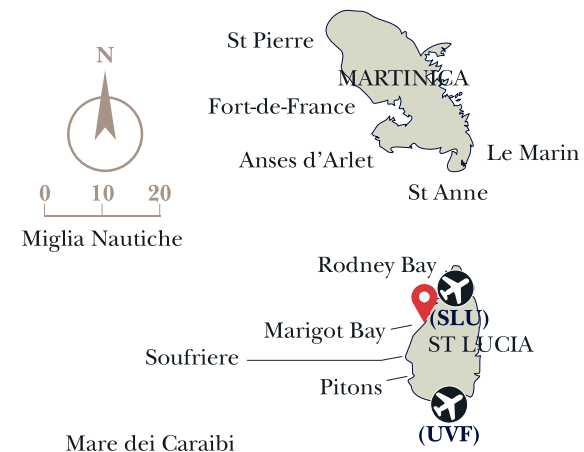 St Pierre
N
MARTINICA
Fort-de-France
Anses d'Arlet
Le Marin
0 10 20
St Anne
Miglia Nautiche
Rodney Bay
(SLU)
Marigot Bay
ST LUCIA
Soufriere
Pitons
(UVF)
Mare dei Caraibi